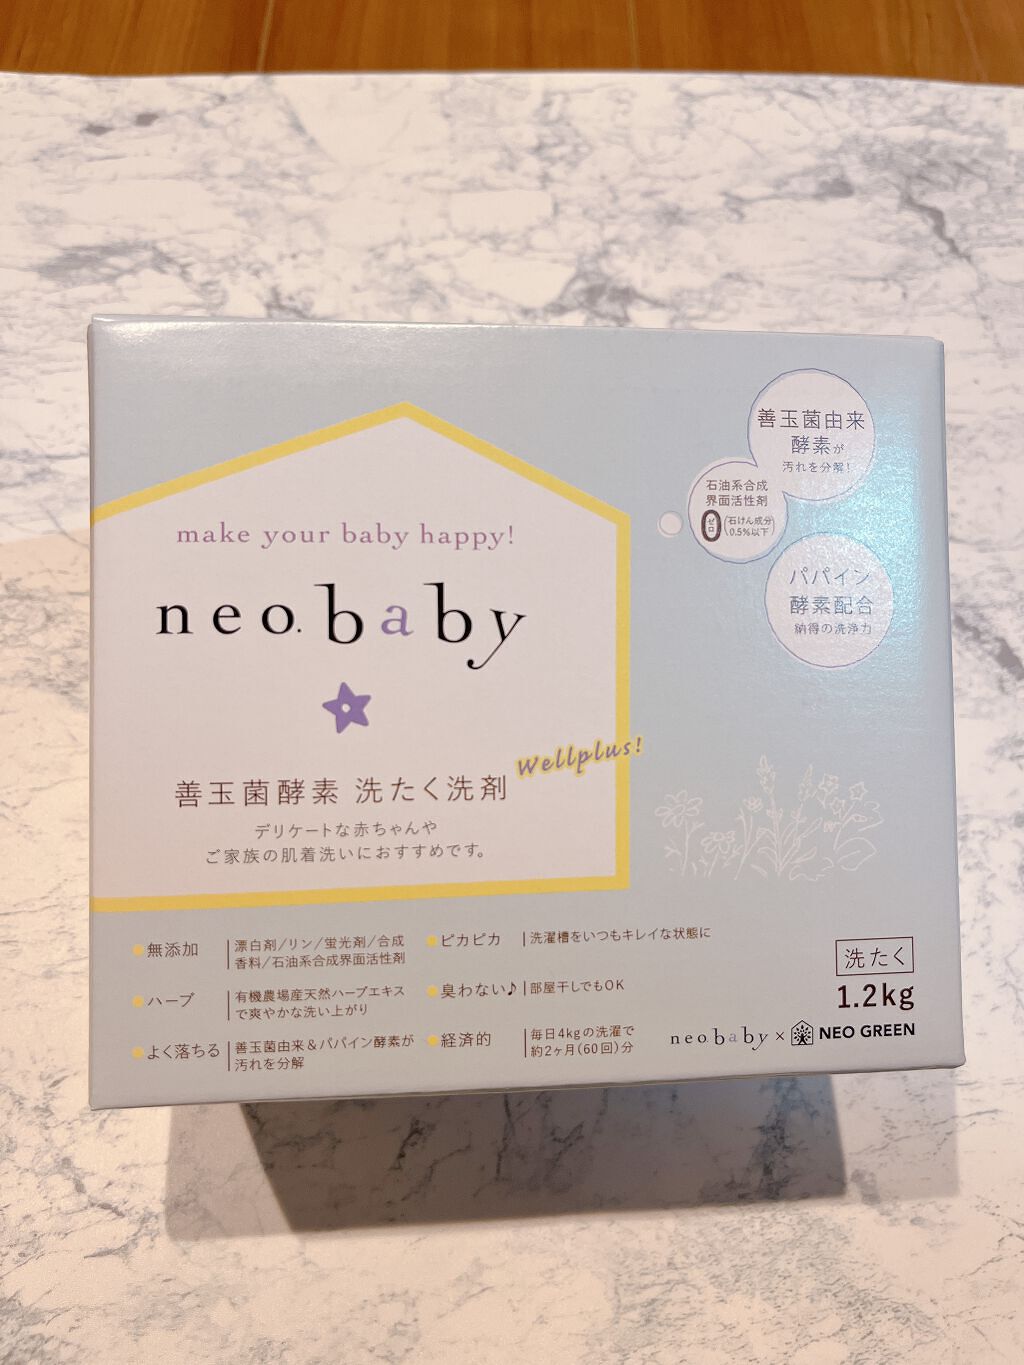 善玉菌由来
酵素が
汚れを分解!
石油系合成
界面活性剤
0 ゼロ (石けん成分 0.5%以下)
パパイン
酵素配合
納得の洗浄力
make your baby happy!
neo.baby
Wellplus!
善玉菌酵素 洗たく洗剤
デリケートな赤ちゃんや
ご家族の肌着洗いにおすすめです。
無添加 漂白剤/リン/蛍光剤/合成
香料/石油系合成界面活性剤
ハーブ 有機農場産天然ハーブエキス
で爽やかな洗い上がり
よく落ちる 善玉菌由来&パパイン酵素が
汚れを分解
ピカピカ 洗濯槽をいつもキレイな状態に
臭わない♪ 部屋干しでもOK
経済的 毎日4kgの洗濯で
約2ヶ月(60回)分
洗たく
1.2kg
neo.baby × NEO GREEN